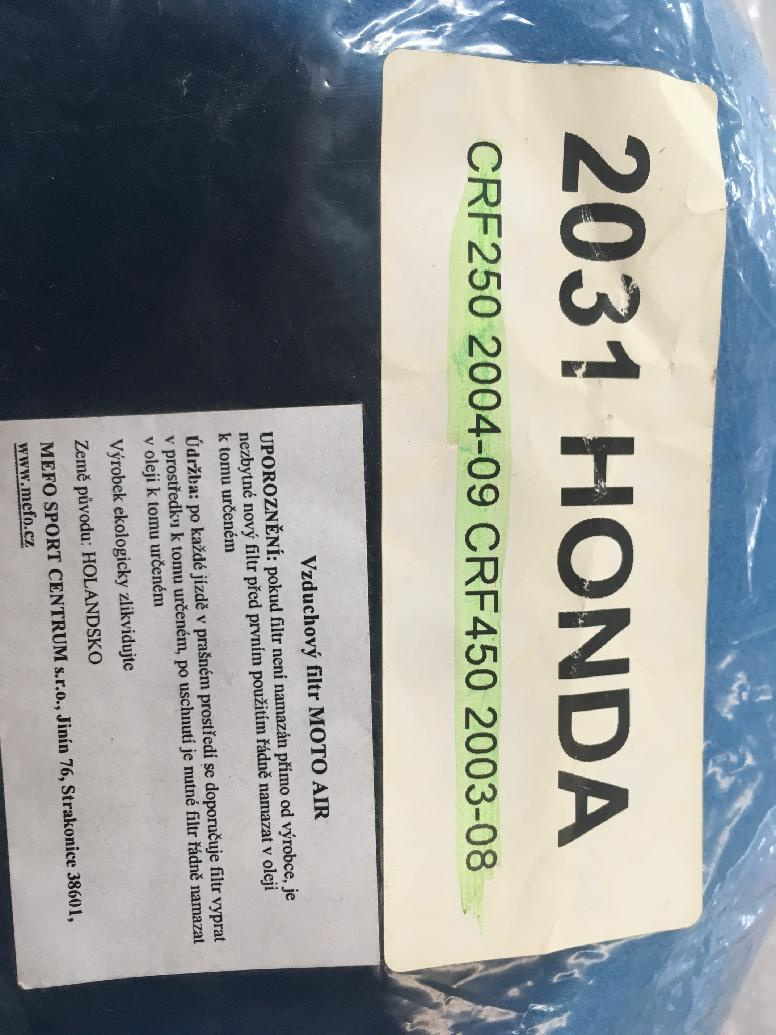 2031 HONDA
CRF250 2004-09 CRF450 2003-08
Vzduchový filtr MOTO AIR
UPOROZNĚNÍ: pokud filtr není namazán přímo od výrobce, je
nezbytné nový filtr před prvním použitím řádně namazat v oleji
k tomu určeném
Údržba: po každé jízdě v prašném prostředí se doporučuje filtr vyprat
v prostředku k tomu určeném, po uschnutí je nutné filtr řádně namazat
v oleji k tomu určeném
Výrobek ekologicky zlikvidujte
Země původu: HOLANDSKO
MEFO SPORT CENTRUM s.r.o., Jinín 76, Strakonice 38601,
www.mefo.cz